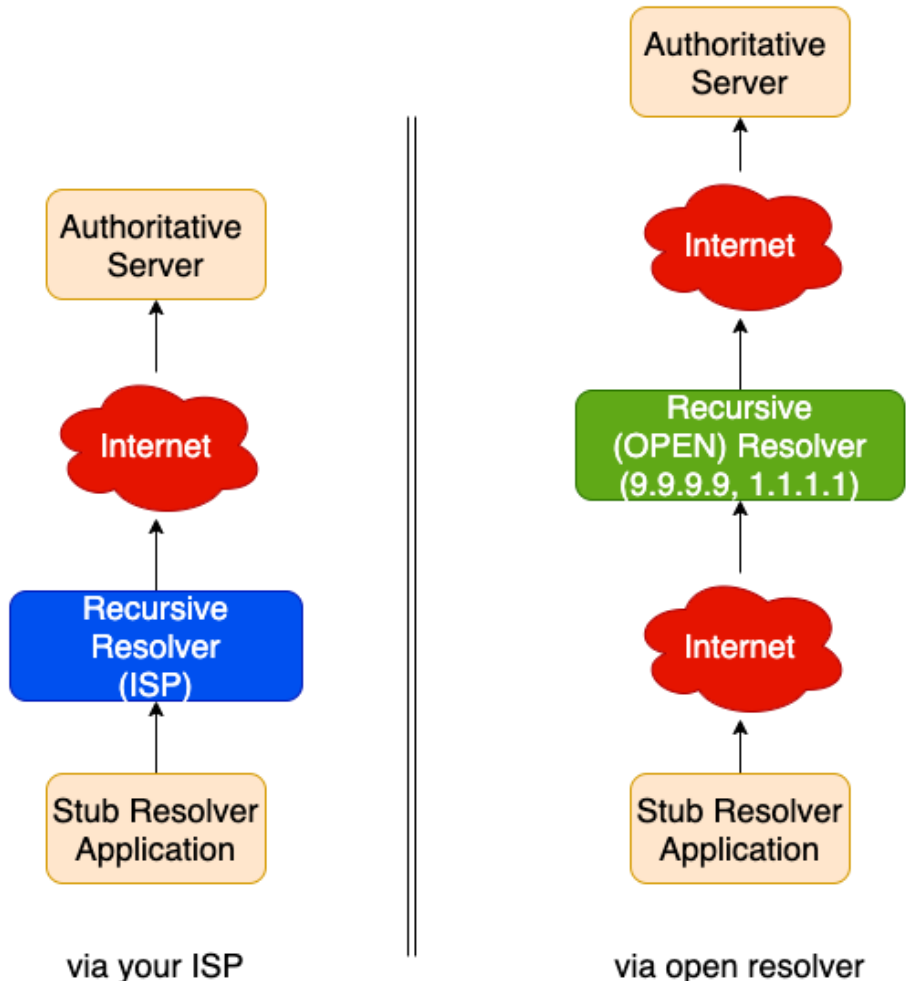 Authoritative
Server
Internet
Recursive
Resolver
(ISP)
Stub Resolver
Application
via your ISP
Authoritative
Server
Internet
Recursive
(OPEN) Resolver
(9.9.9.9, 1.1.1.1)
Internet
Stub Resolver
Application
via open resolver